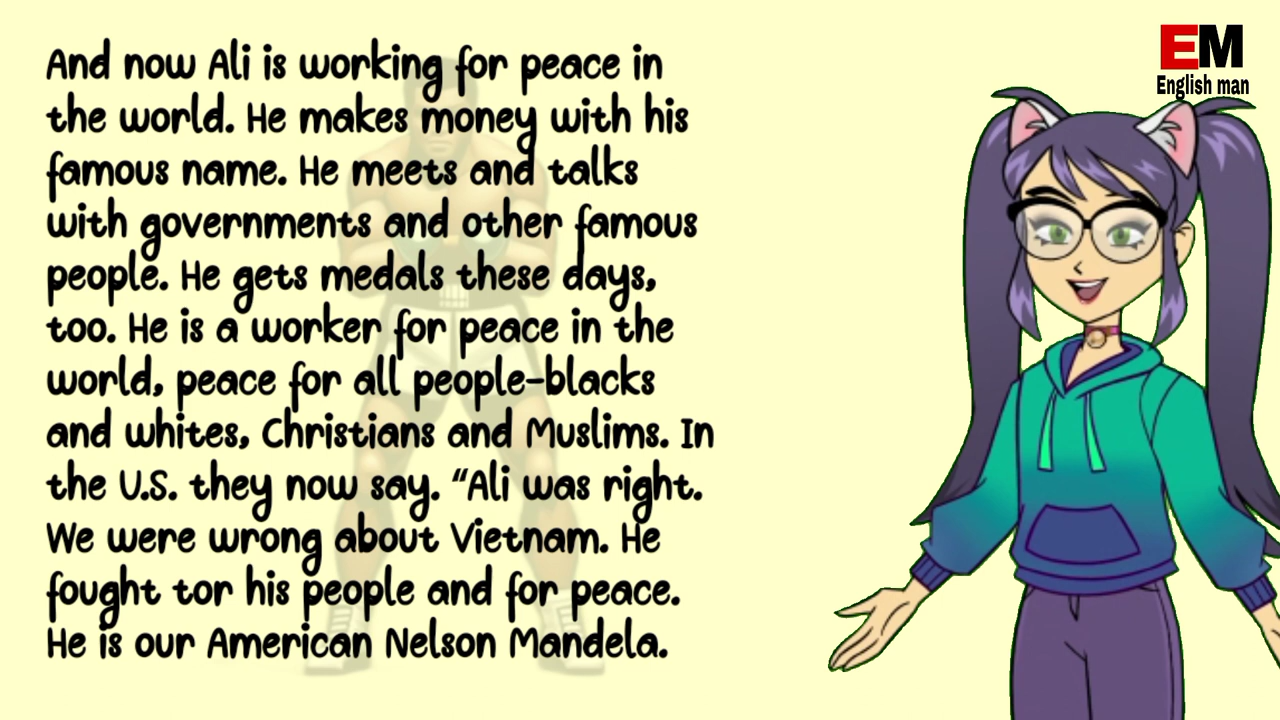 And now Ali is working for peace in
the world. He makes money with his
famous name. He meets and talks
with governments and other famous
people. He gets medals these days,
too. He is a worker for peace in the
world, peace for all people-blacks
and whites, Christians and Muslims. In
the U.S. they now say. “Ali was right.
We were wrong about Vietnam. He
fought tor his people and for peace.
He is our American Nelson Mandela.
EM
English man